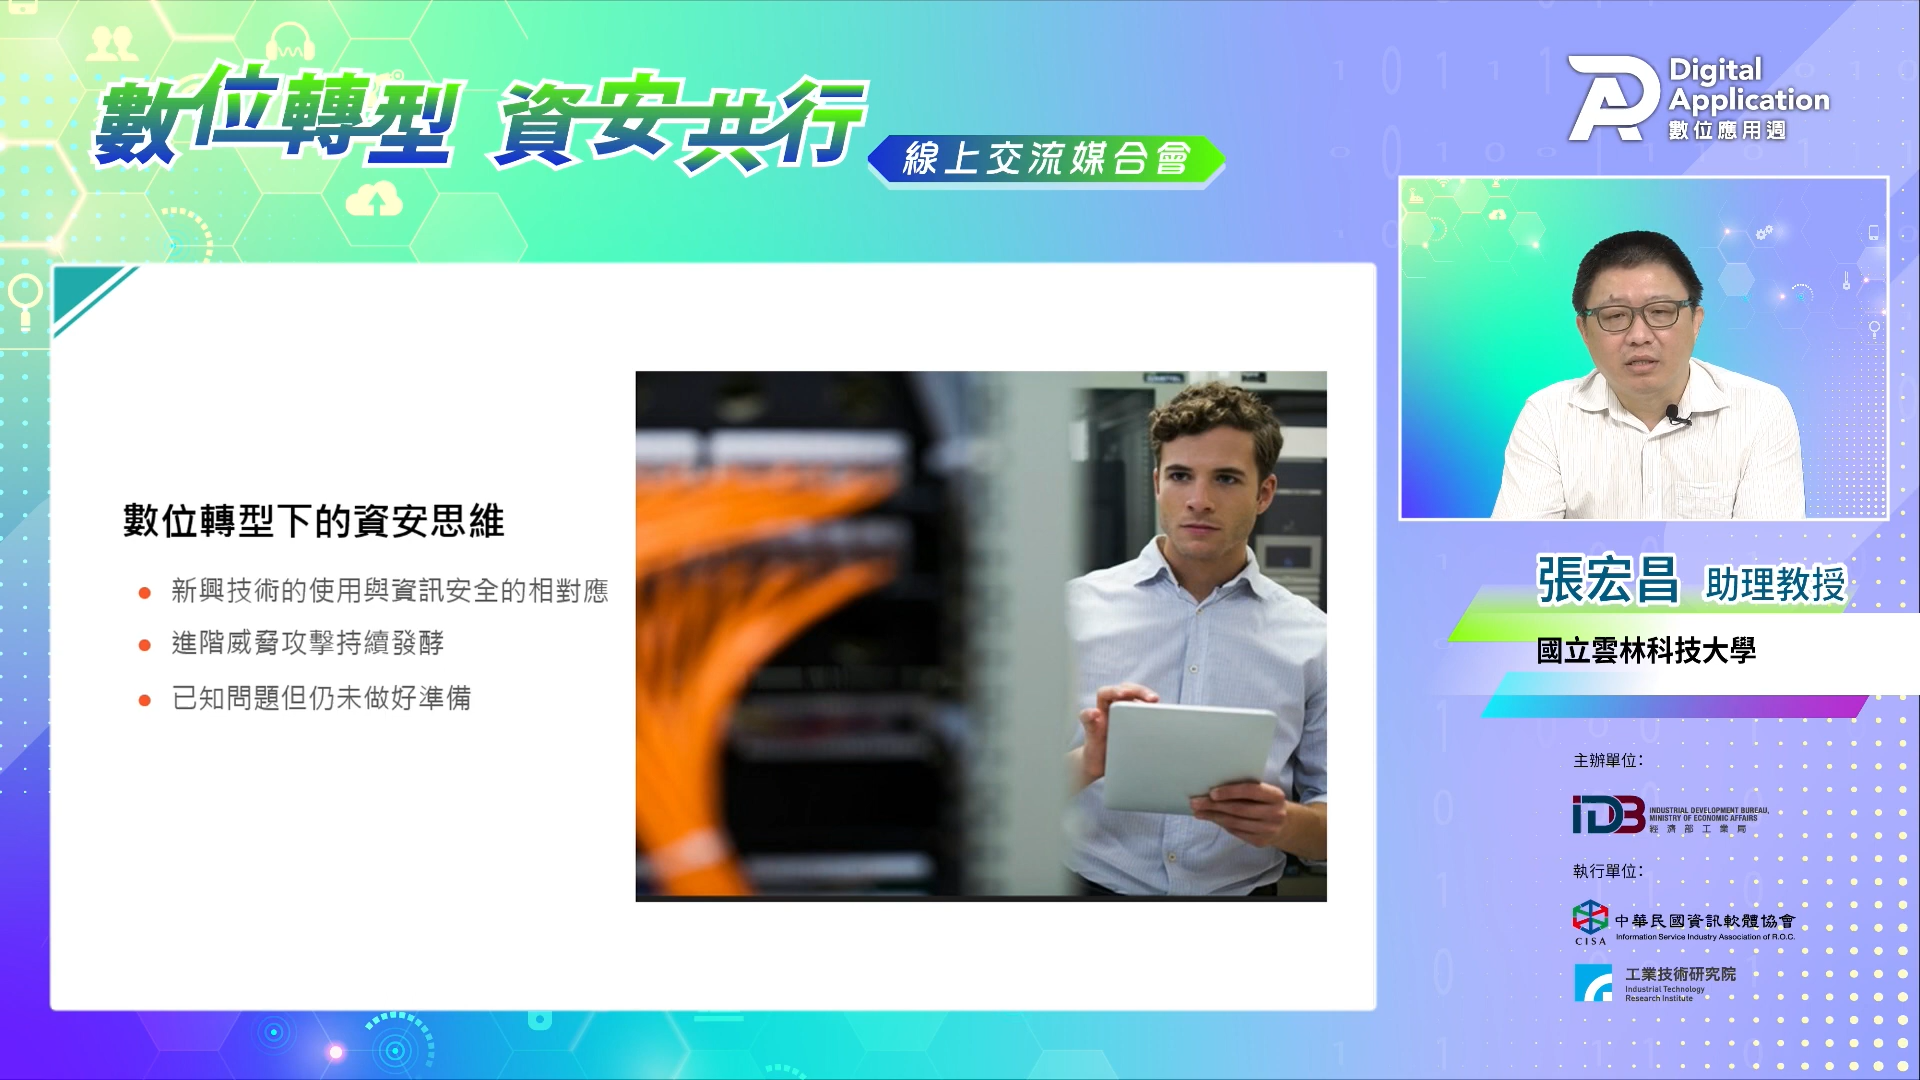 數位轉型 資安共行
線上交流媒合會
Digital
Application
數位應用週
數位轉型下的資安思維
新興技術的使用與資訊安全的相對應
進階威脅攻擊持續發酵
已知問題但仍未做好準備
張宏昌 助理教授
國立雲林科技大學
主辦單位:
IDB
INDUSTRIAL DEVELOPMENT BUREAU,
MINISTRY OF ECONOMIC AFFAIRS
經濟部工業局
執行單位:
CISA
中華民國資訊軟體協會
Information Service Industry Association of R.O.C.
工業技術研究院
Industrial Technology
Research Institute